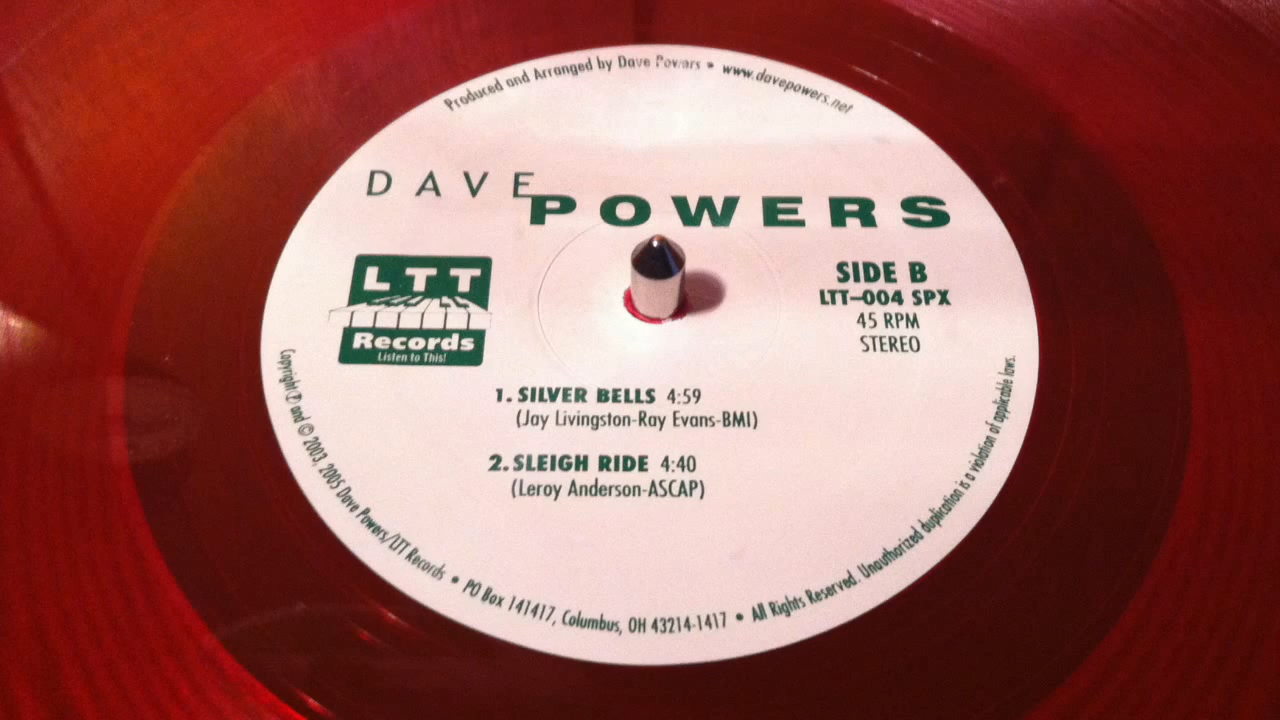 Produced and Arranged by Dave Powers • www.davepowers.net
DAVE
POWERS
LTT
Records
Listen to This!
SIDE B
LTT–004 SPX
45 RPM
STEREO
1. SILVER BELLS 4:59
(Jay Livingston-Ray Evans-BMI)
2. SLEIGH RIDE 4:40
(Leroy Anderson-ASCAP)
Copyright ℗ and © 2003, 2005 Dave Powers/LTT Records • PO Box 141417, Columbus, OH 43214-1417 • All Rights Reserved. Unauthorized duplication is a violation of applicable laws.